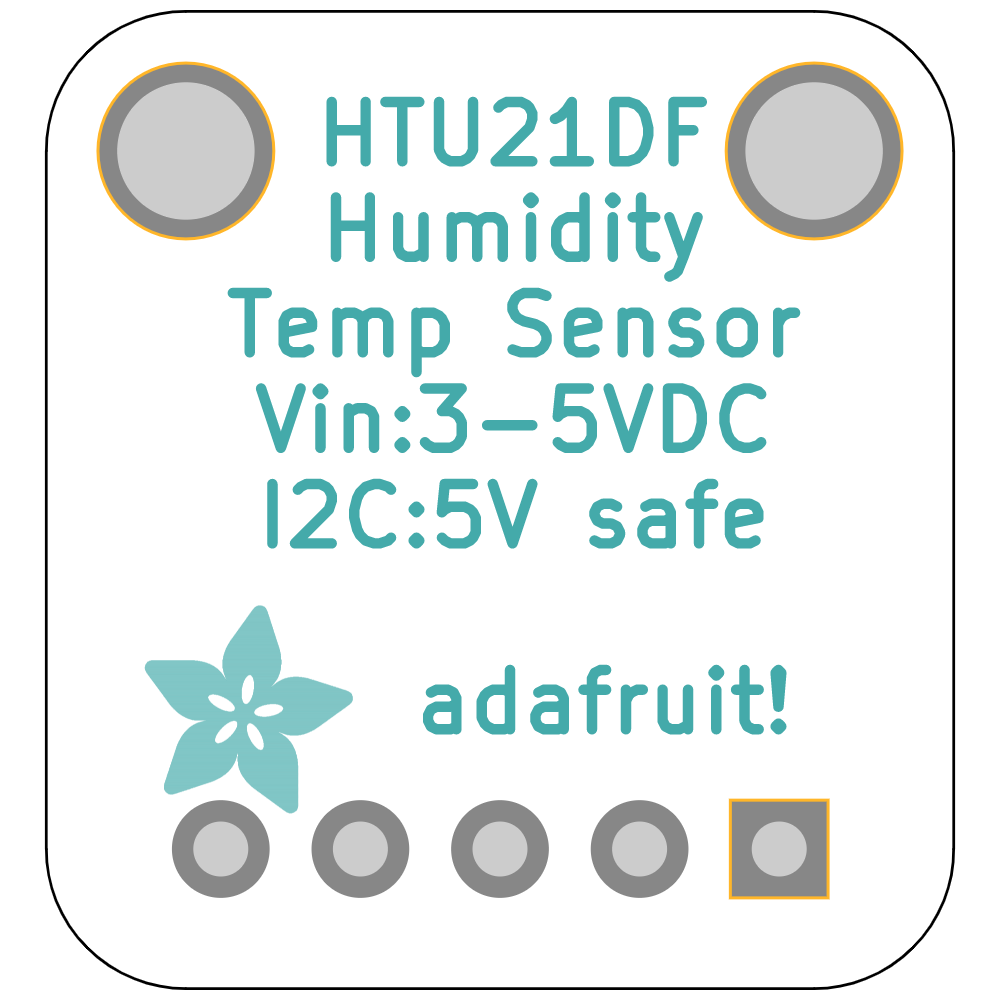 HTU21DF
Humidity
Temp Sensor
Vin:3-5VDC
I2C:5V safe
adafruit!